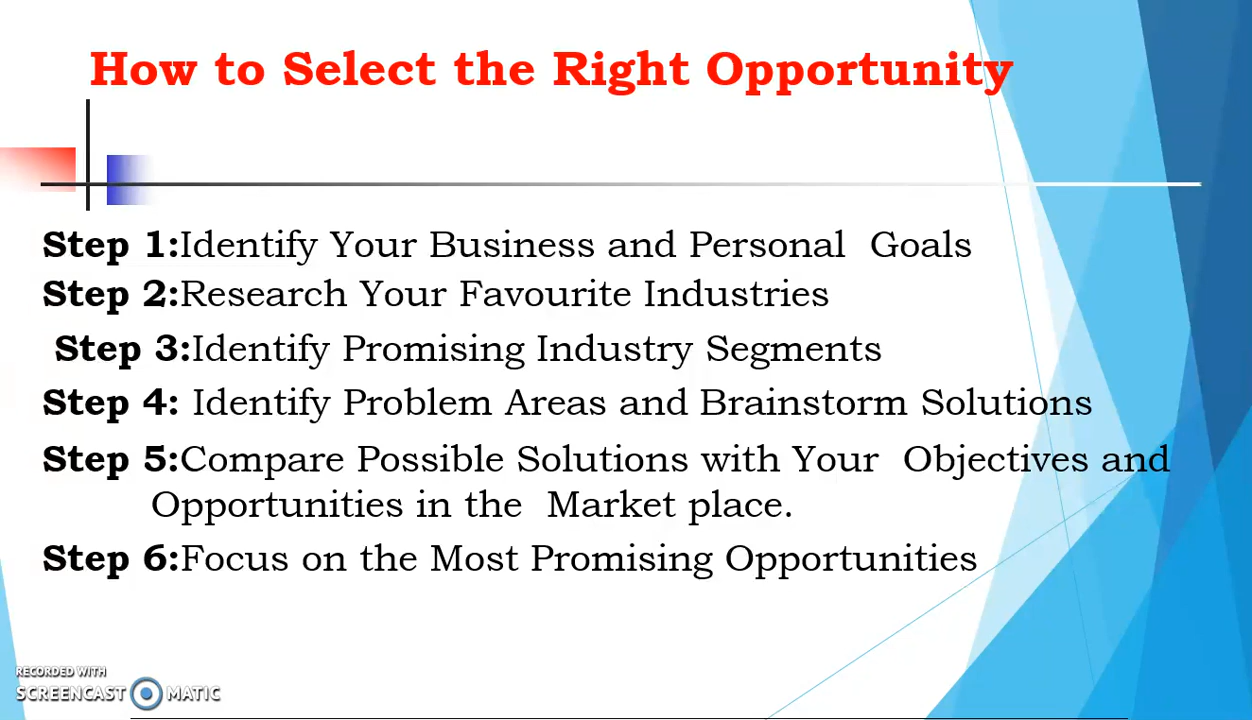 How to Select the Right Opportunity
Step 1:Identify Your Business and Personal Goals
Step 2:Research Your Favourite Industries
Step 3:Identify Promising Industry Segments
Step 4: Identify Problem Areas and Brainstorm Solutions
Step 5:Compare Possible Solutions with Your Objectives and
Opportunities in the Market place.
Step 6:Focus on the Most Promising Opportunities
RECORDED WITH
SCREENCAST MATIC